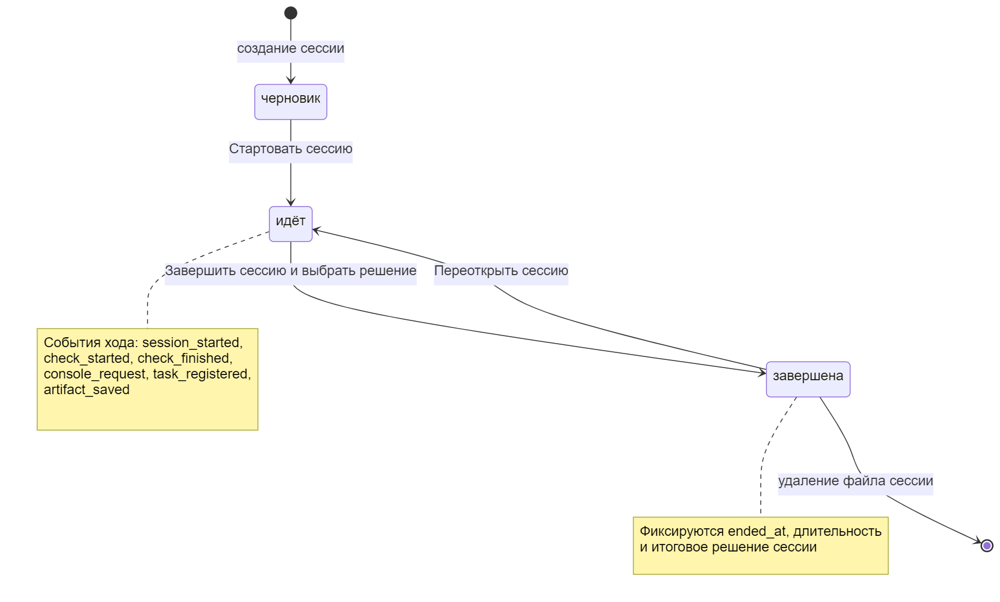 создание сессии
черновик
Стартовать сессию
идёт
Завершить сессию и выбрать решение
Переоткрыть сессию
События хода: session_started,
check_started, check_finished,
console_request, task_registered,
artifact_saved
завершена
удаление файла сессии
Фиксируются ended_at, длительность
и итоговое решение сессии